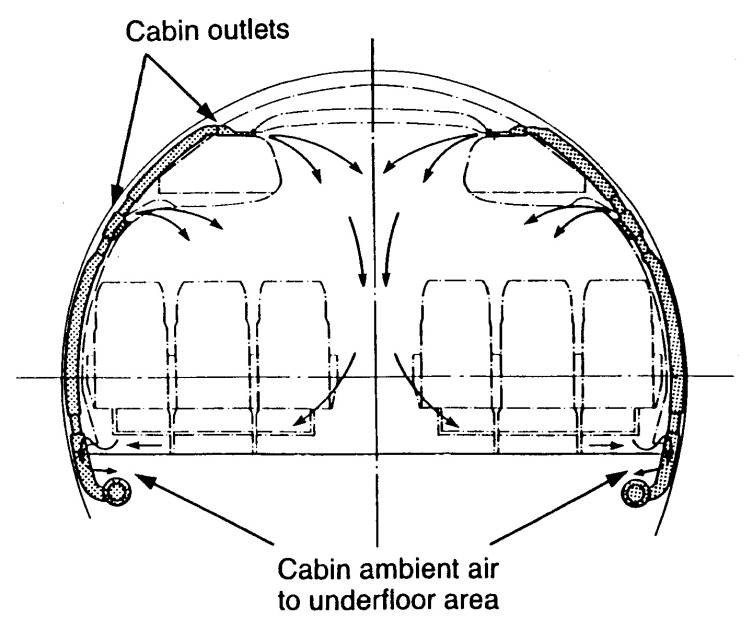 Cabin outlets
Cabin ambient air
to underfloor area